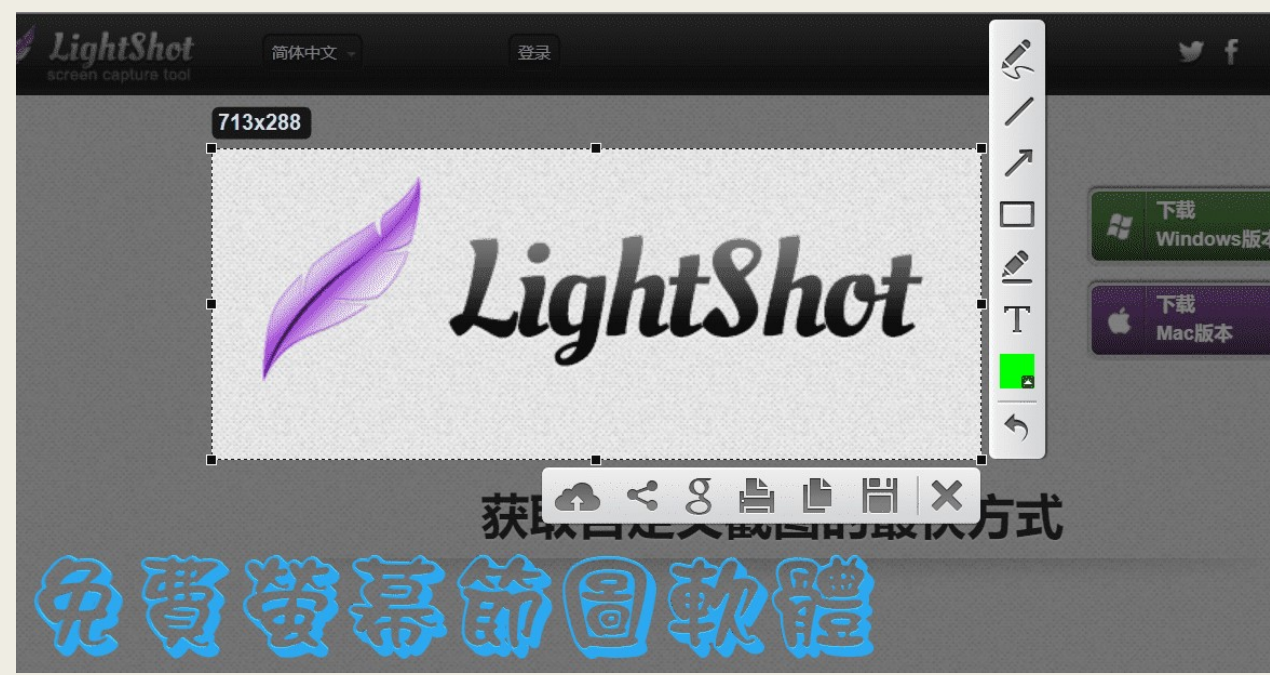 LightShot
screen capture tool
简体中文
登录
713x288
LightShot
下载
Windows版本
下载
Mac版本
获取自定义截图的最快方式
免費螢幕節圖軟體